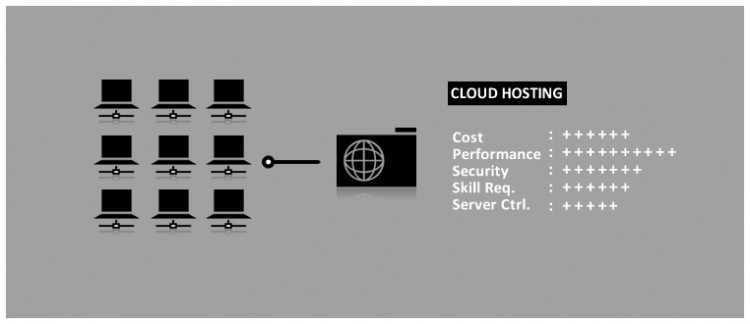 CLOUD HOSTING
Cost : ++++++
Performance : ++++++++++
Security : +++++++
Skill Req. : ++++++
Server Ctrl. : +++++